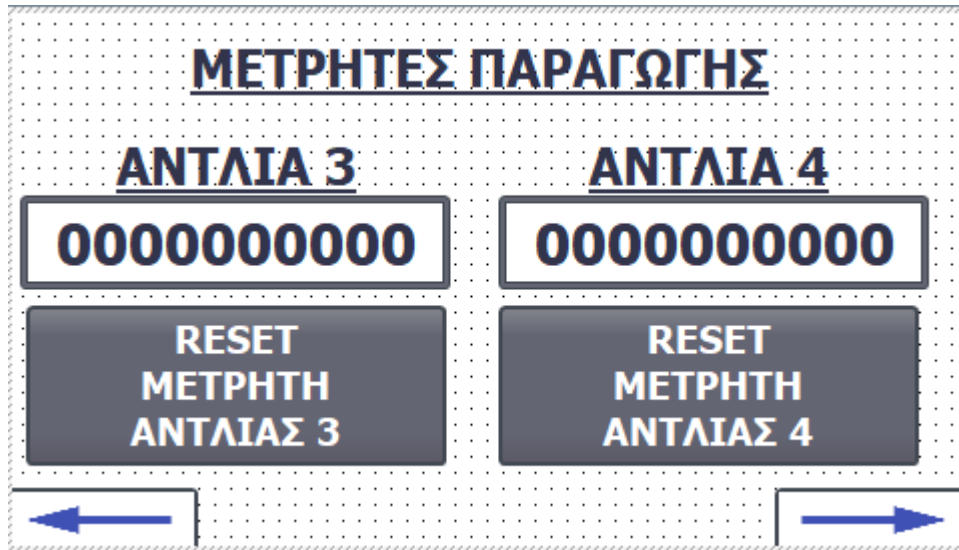 ΜΕΤΡΗΤΕΣ ΠΑΡΑΓΩΓΗΣ
ΑΝΤΛΙΑ 3
ΑΝΤΛΙΑ 4
0000000000
0000000000
RESET
ΜΕΤΡΗΤΗ
ΑΝΤΛΙΑΣ 3
RESET
ΜΕΤΡΗΤΗ
ΑΝΤΛΙΑΣ 4